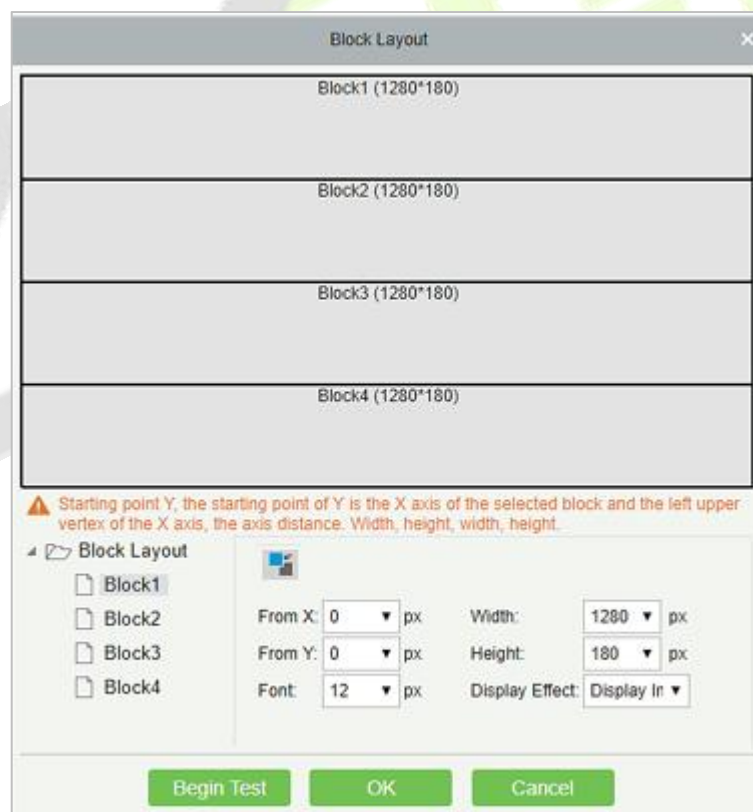 Block Layout
Block1 (1280*180)
Block2 (1280*180)
Block3 (1280*180)
Block4 (1280*180)
Starting point Y, the starting point of Y is the X axis of the selected block and the left upper
vertex of the X axis, the axis distance. Width, height, width, height.
Block Layout
Block1
Block2
Block3
Block4
From X: 0 px Width: 1280 px
From Y: 0 px Height: 180 px
Font: 12 px Display Effect: Display In
Begin Test OK Cancel